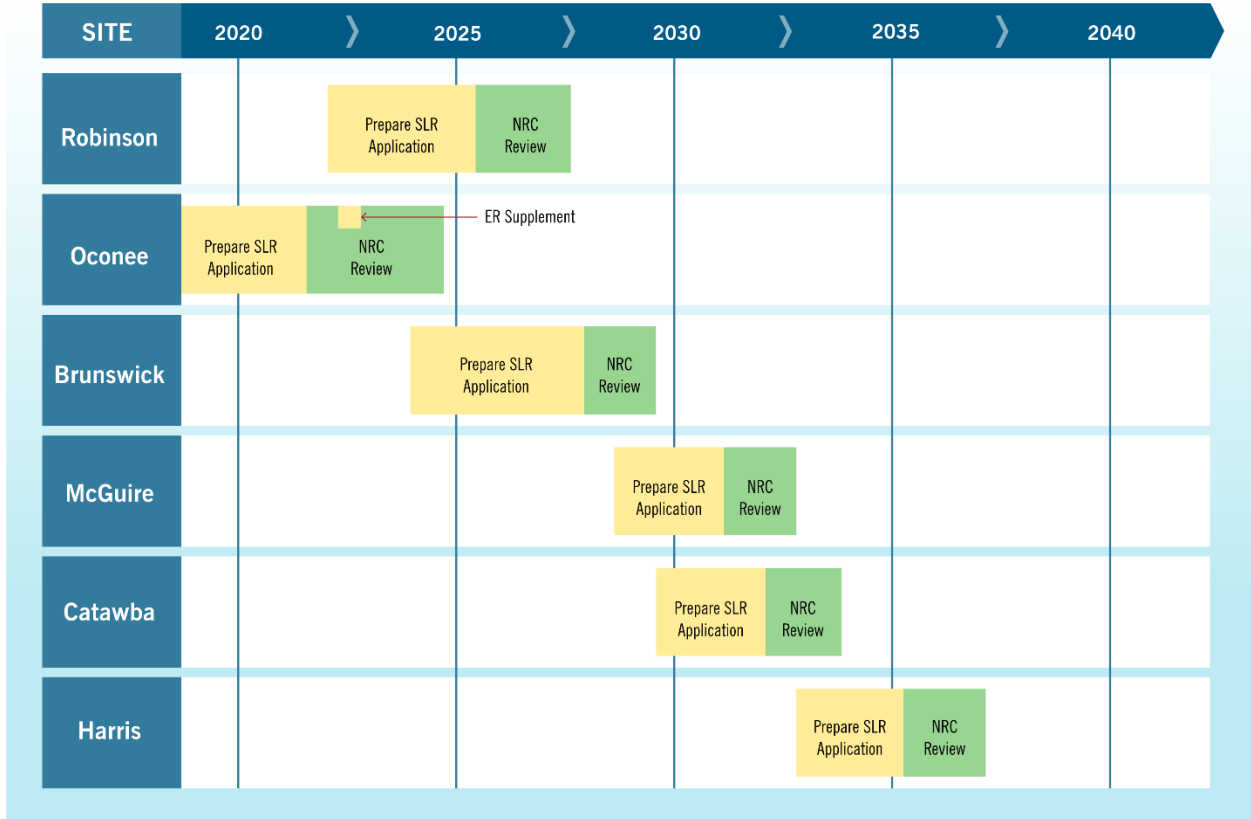 SITE 2020 2025 2030 2035 2040
Robinson
Prepare SLR
Application
NRC
Review
Oconee
Prepare SLR
Application
NRC
Review
ER Supplement
Brunswick
Prepare SLR
Application
NRC
Review
McGuire
Prepare SLR
Application
NRC
Review
Catawba
Prepare SLR
Application
NRC
Review
Harris
Prepare SLR
Application
NRC
Review